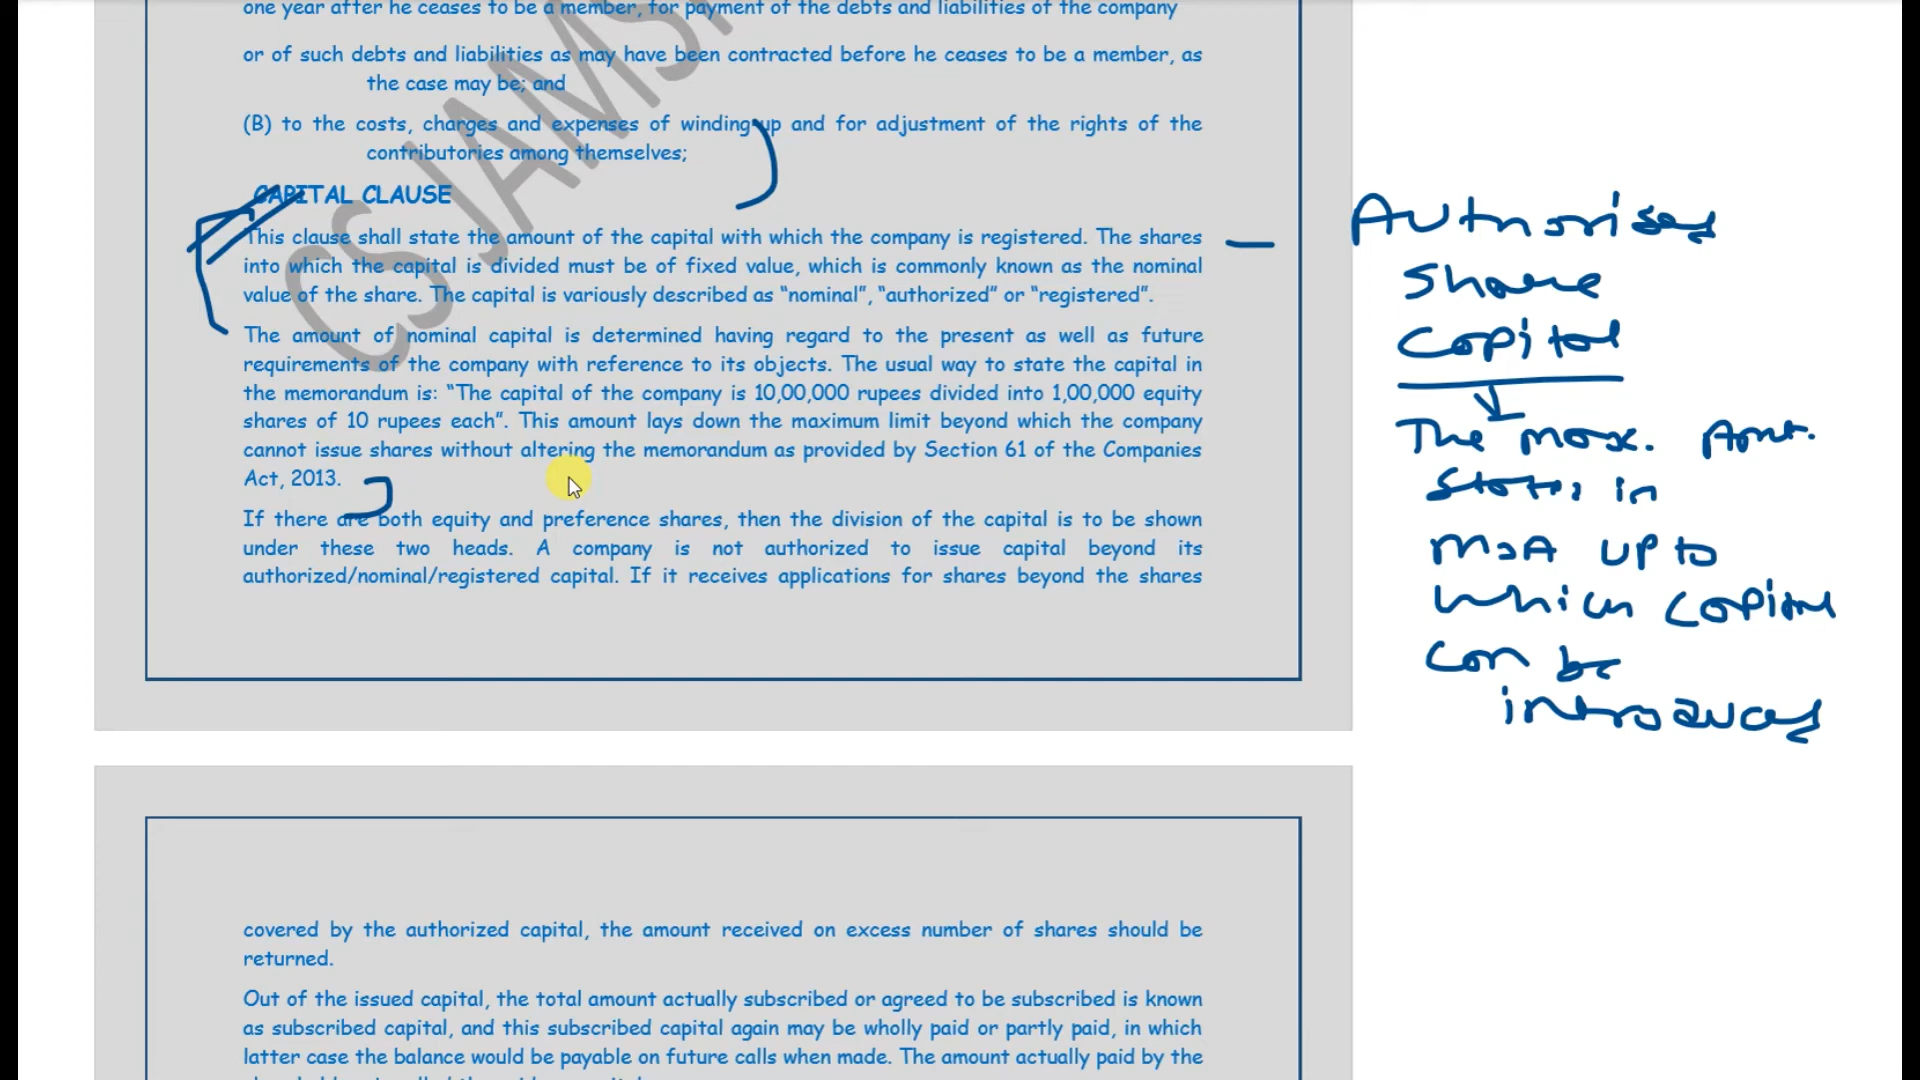 one year after he ceases to be a member, for payment of the debts and liabilities of the company
or of such debts and liabilities as may have been contracted before he ceases to be a member, as
the case may be; and
(B) to the costs, charges and expenses of winding-up and for adjustment of the rights of the
contributories among themselves;
CAPITAL CLAUSE
This clause shall state the amount of the capital with which the company is registered. The shares
into which the capital is divided must be of fixed value, which is commonly known as the nominal
value of the share. The capital is variously described as “nominal”, “authorized” or “registered”.
The amount of nominal capital is determined having regard to the present as well as future
requirements of the company with reference to its objects. The usual way to state the capital in
the memorandum is: “The capital of the company is 10,00,000 rupees divided into 1,00,000 equity
shares of 10 rupees each”. This amount lays down the maximum limit beyond which the company
cannot issue shares without altering the memorandum as provided by Section 61 of the Companies
Act, 2013.
If there are both equity and preference shares, then the division of the capital is to be shown
under these two heads. A company is not authorized to issue capital beyond its
authorized/nominal/registered capital. If it receives applications for shares beyond the shares
covered by the authorized capital, the amount received on excess number of shares should be
returned.
Out of the issued capital, the total amount actually subscribed or agreed to be subscribed is known
as subscribed capital, and this subscribed capital again may be wholly paid or partly paid, in which
latter case the balance would be payable on future calls when made. The amount actually paid by the
Authorised
Share
Capital
The max. Amt.
in
MOA up to
which capital
can be
introduced